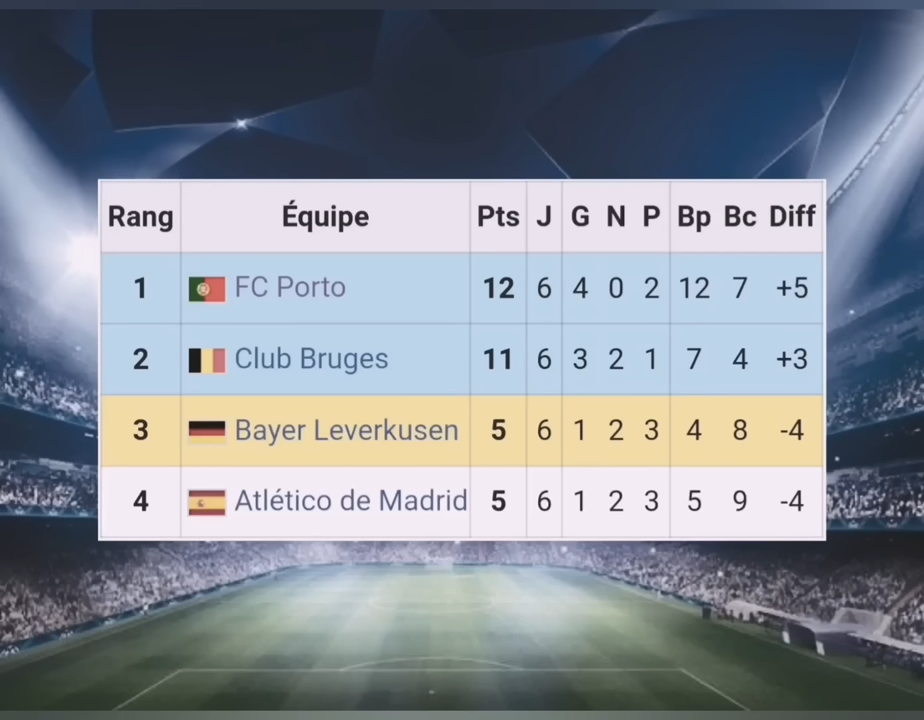 Rang Équipe Pts J G N P Bp Bc Diff
1 FC Porto 12 6 4 0 2 12 7 +5
2 Club Bruges 11 6 3 2 1 7 4 +3
3 Bayer Leverkusen 5 6 1 2 3 4 8 -4
4 Atlético de Madrid 5 6 1 2 3 5 9 -4